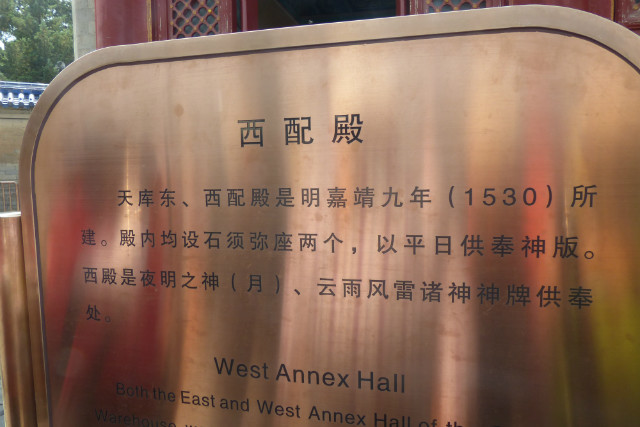 西配殿
天库东、西配殿是明嘉靖九年（1530）所
建。殿内均设石须弥座两个，以平日供奉神版。
西殿是夜明之神（月）、云雨风雷诸神神牌供奉
处。
West Annex Hall
Both the East and West Annex Hall of
Warehouse